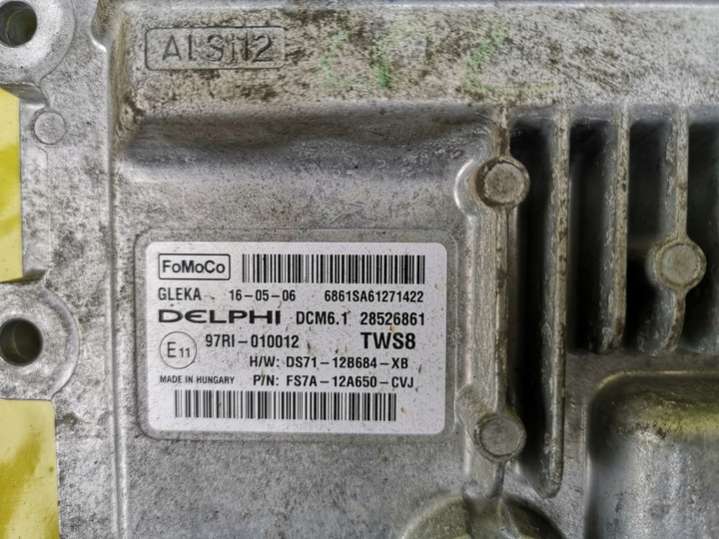 ALSI12
FoMoCo
GLEKA 16-05-06 6861SA61271422
DELPHI DCM6.1 28526861
E11 97RI-010012 TWS8
H/W: DS71-12B684-XB
MADE IN HUNGARY P/N: FS7A-12A650-CVJ